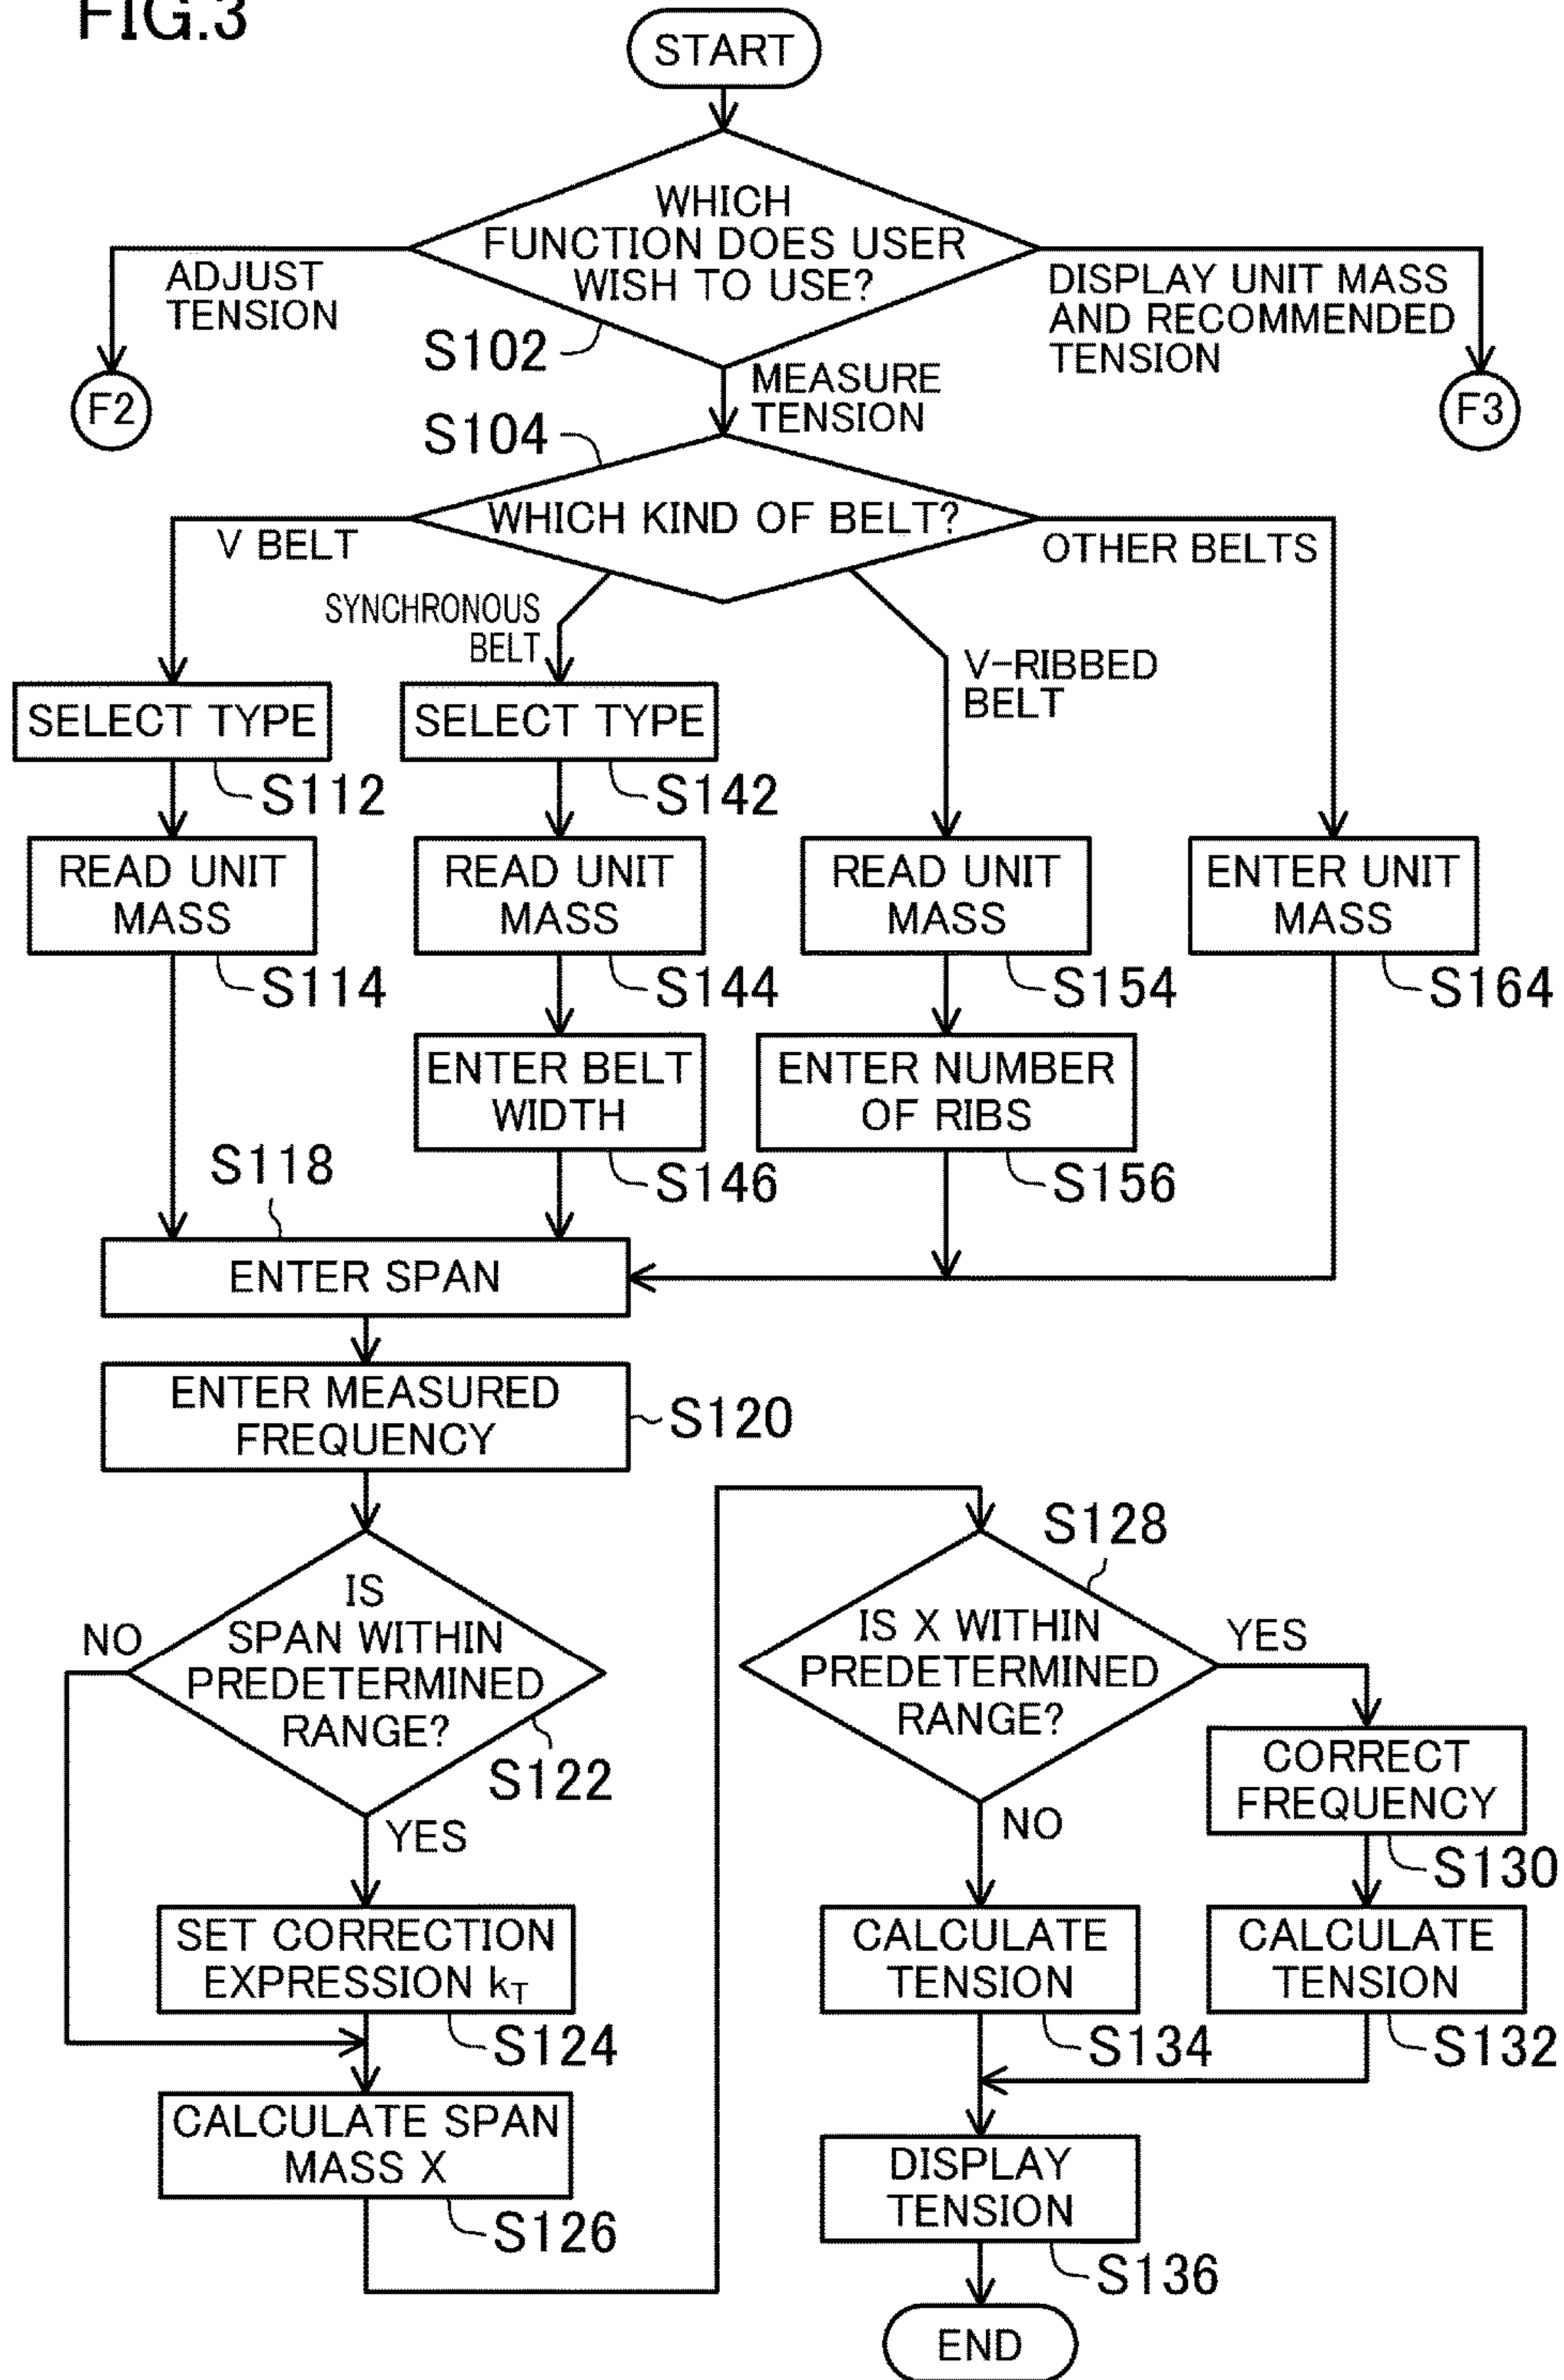 FIG.3
START
WHICH
FUNCTION DOES USER
WISH TO USE?
S102
ADJUST
TENSION
F2
DISPLAY UNIT MASS
AND RECOMMENDED
TENSION
F3
MEASURE
TENSION
S104
WHICH KIND OF BELT?
V BELT
SYNCHRONOUS
BELT
V-RIBBED
BELT
OTHER BELTS
SELECT TYPE
S112
SELECT TYPE
S142
READ UNIT
MASS
S114
READ UNIT
MASS
S144
READ UNIT
MASS
S154
ENTER UNIT
MASS
S164
ENTER BELT
WIDTH
S146
ENTER NUMBER
OF RIBS
S156
S118
ENTER SPAN
ENTER MEASURED
FREQUENCY
S120
IS
SPAN WITHIN
PREDETERMINED
RANGE?
S122
NO
YES
SET CORRECTION
EXPRESSION kT
S124
CALCULATE SPAN
MASS X
S126
S128
IS X WITHIN
PREDETERMINED
RANGE?
YES
NO
CORRECT
FREQUENCY
S130
CALCULATE
TENSION
S134
CALCULATE
TENSION
S132
DISPLAY
TENSION
S136
END